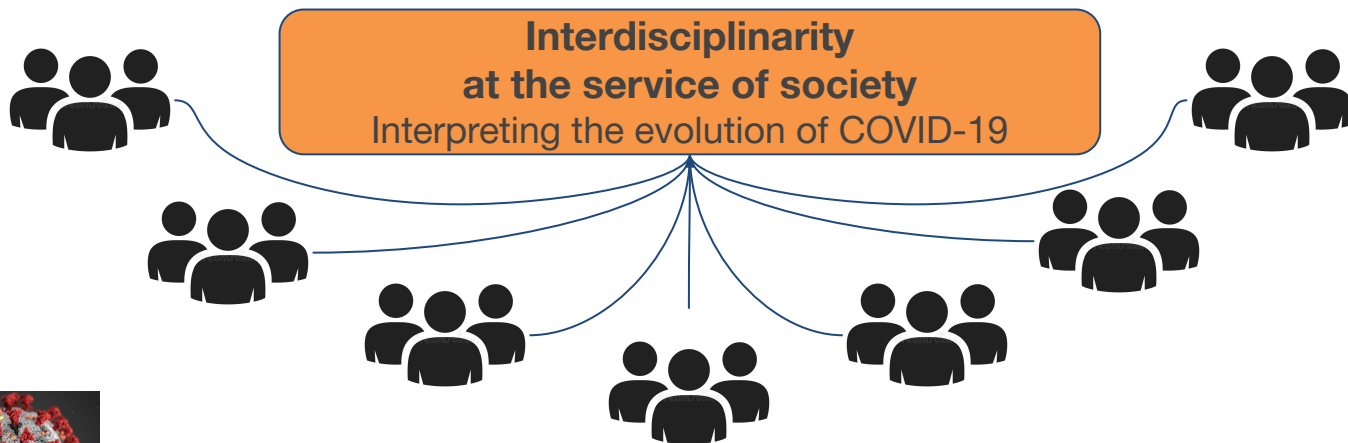 Interdisciplinarity
at the service of society
Interpreting the evolution of COVID-19